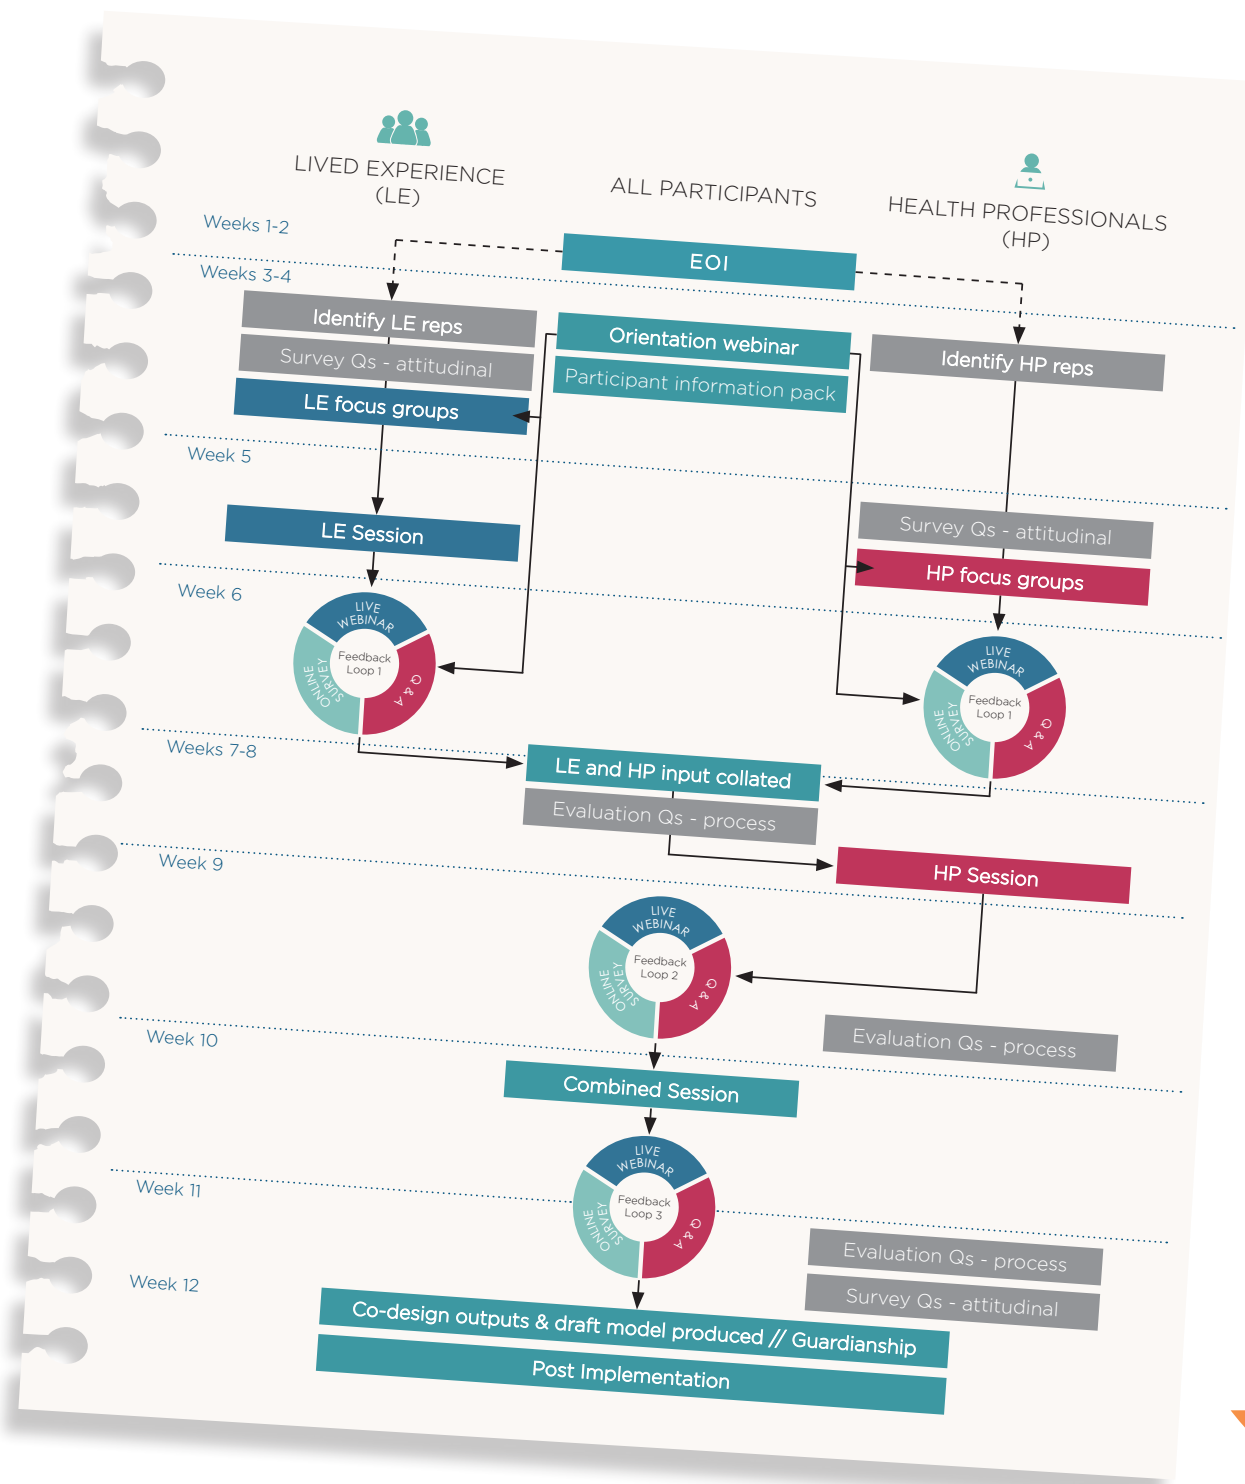 LIVED EXPERIENCE
(LE)
ALL PARTICIPANTS
HEALTH PROFESSIONALS
(HP)
Weeks 1-2
EOI
Weeks 3-4
Identify LE reps
Survey Qs - attitudinal
LE focus groups
Orientation webinar
Participant information pack
Identify HP reps
Week 5
LE Session
Survey Qs - attitudinal
HP focus groups
Week 6
LIVE
WEBINAR
Feedback
Loop 1
Q & A
ONLINE
SURVEY
LIVE
WEBINAR
Feedback
Loop 1
Q & A
ONLINE
SURVEY
Weeks 7-8
LE and HP input collated
Evaluation Qs - process
HP Session
Week 9
LIVE
WEBINAR
Feedback
Loop 2
Q & A
ONLINE
SURVEY
Evaluation Qs - process
Week 10
Combined Session
LIVE
WEBINAR
Feedback
Loop 3
Q & A
ONLINE
SURVEY
Week 11
Evaluation Qs - process
Survey Qs - attitudinal
Week 12
Co-design outputs & draft model produced // Guardianship
Post Implementation